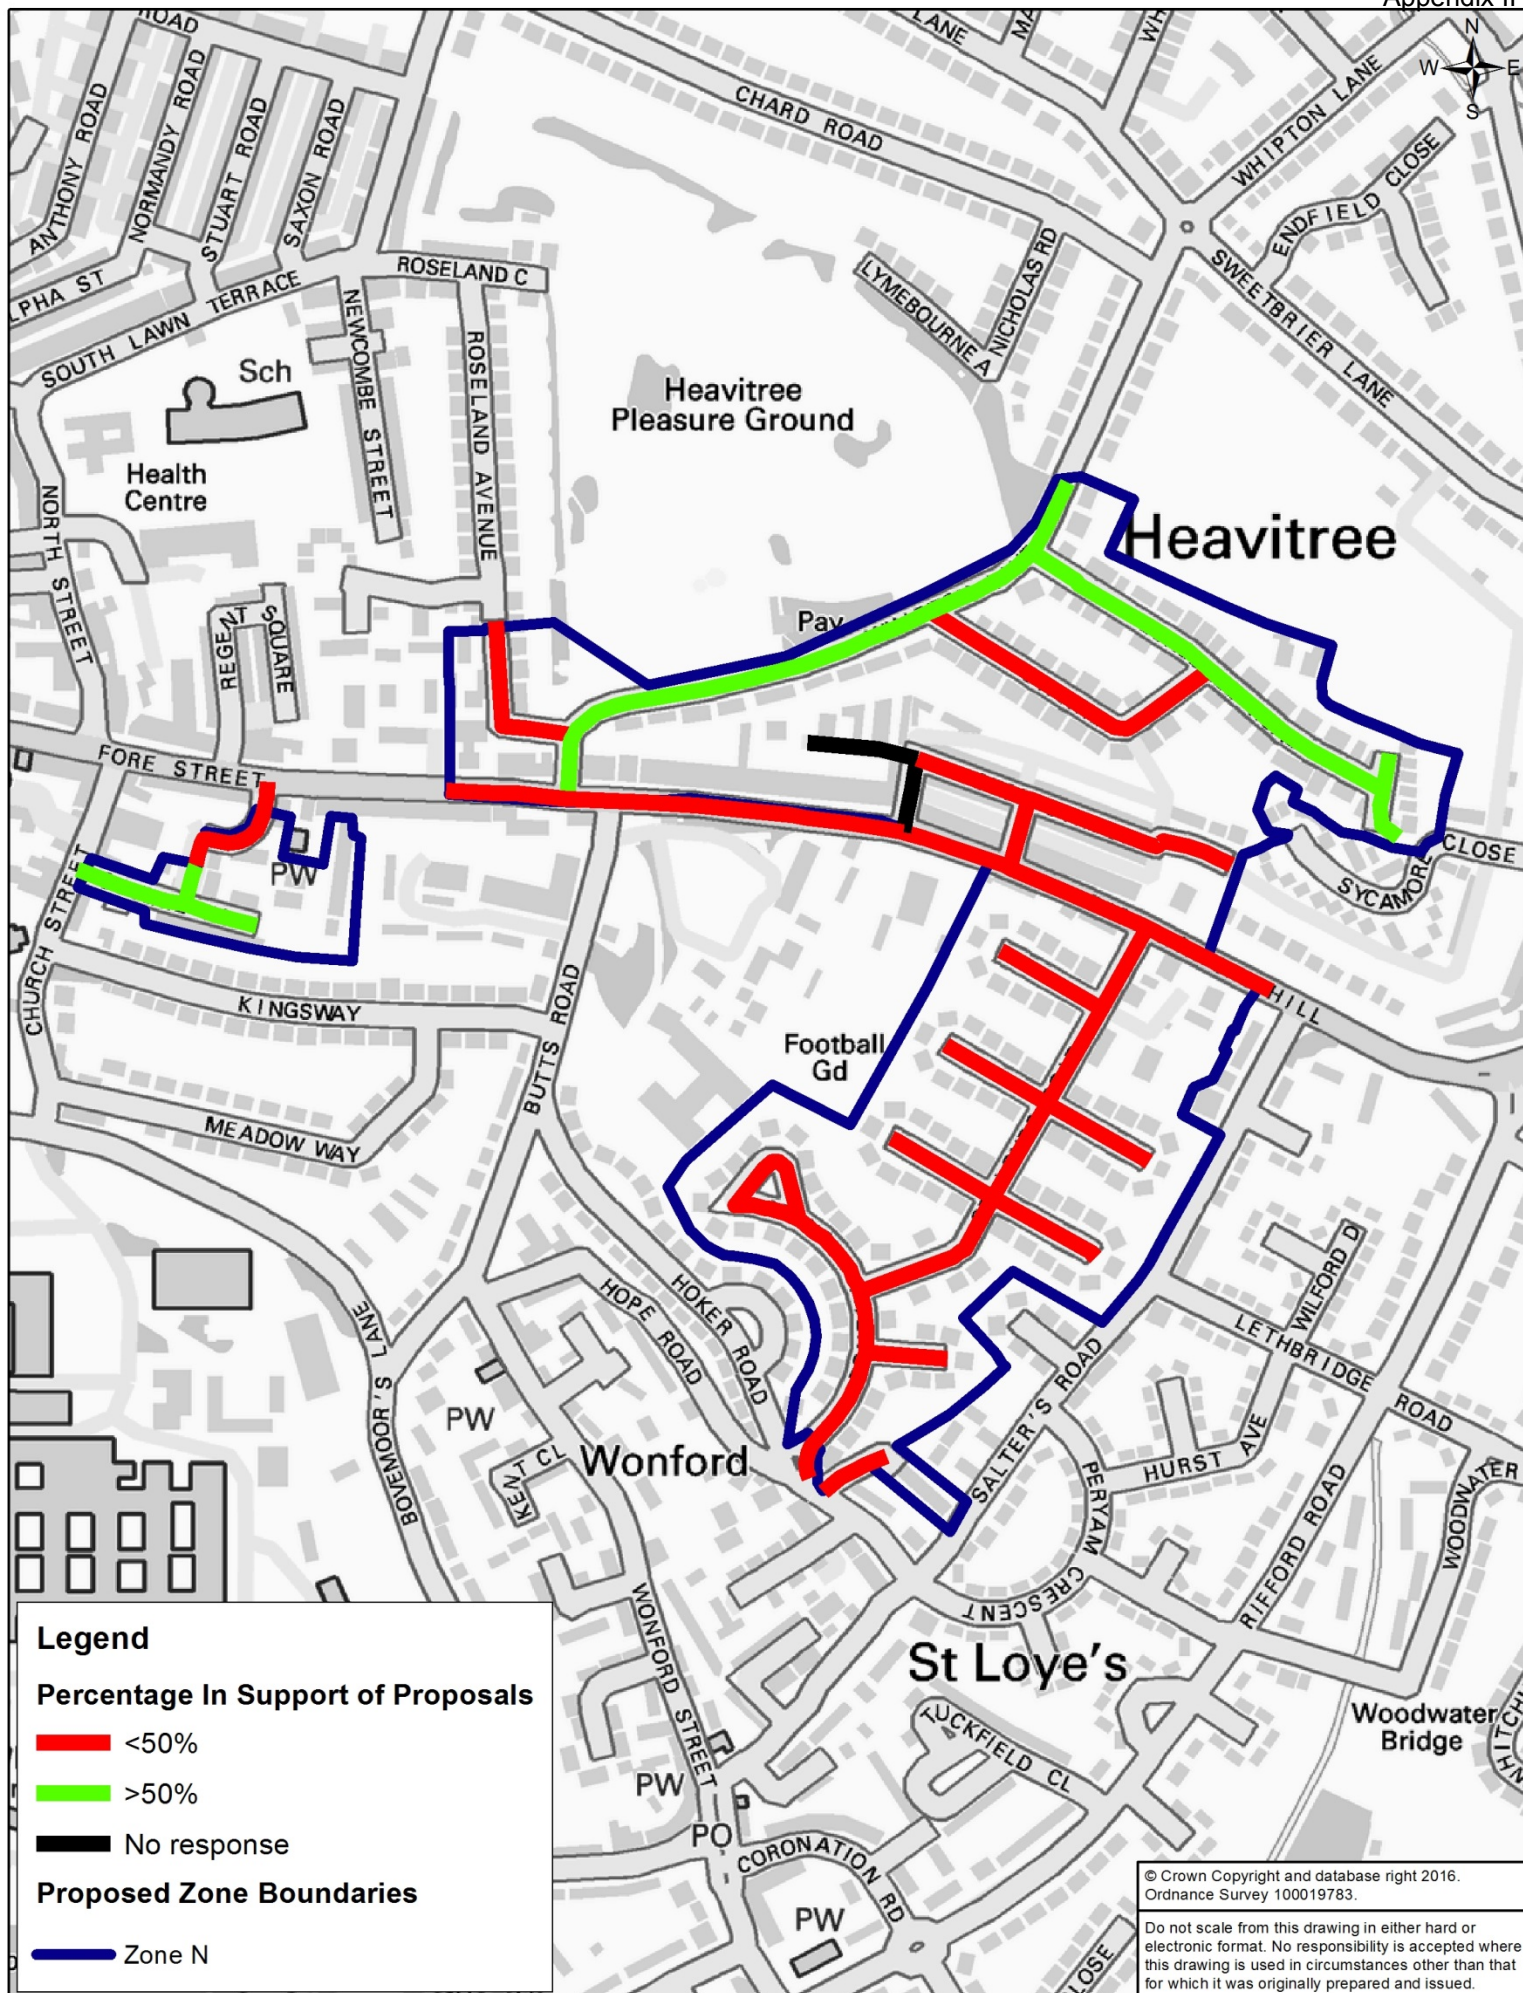 Appendix II
N
W
E
S
ROAD
LANE
CHARD ROAD
WHIPTON LANE
ENDFIELD CLOSE
ANTHONY ROAD
NORMANDY ROAD
STUART ROAD
SAXON ROAD
LPHA ST
SOUTH LAWN TERRACE
ROSELAND C
NEWCOMBE STREET
ROSELAND AVENUE
LYMEBOURNE A
NICHOLAS RD
SWEETBRIER LANE
Sch
Heavitree
Pleasure Ground
Health
Centre
NORTH STREET
REGENT SQUARE
Heavitree
Pav
FORE STREET
PW
CHURCH STREET
CLOSE
SYCAMORE
KINGSWAY
BUTTS ROAD
HILL
Football
Gd
MEADOW WAY
BOVEMOOR'S LANE
HOPE ROAD
HOKER ROAD
WILFORD D
LETHBRIDGE ROAD
SALTER'S ROAD
PW
Wonford
KENT CL
HURST AVE
PERYAM CRESCENT
RIFFORD ROAD
WOODWATER
WONFORD STREET
St Loye's
TUCKFIELD CL
Woodwater
Bridge
HITCH
PW
PO
CORONATION RD
PW
LOSE
Legend
Percentage In Support of Proposals
<50%
>50%
No response
Proposed Zone Boundaries
Zone N
© Crown Copyright and database right 2016.
Ordnance Survey 100019783.
Do not scale from this drawing in either hard or
electronic format. No responsibility is accepted where
this drawing is used in circumstances other than that
for which it was originally prepared and issued.